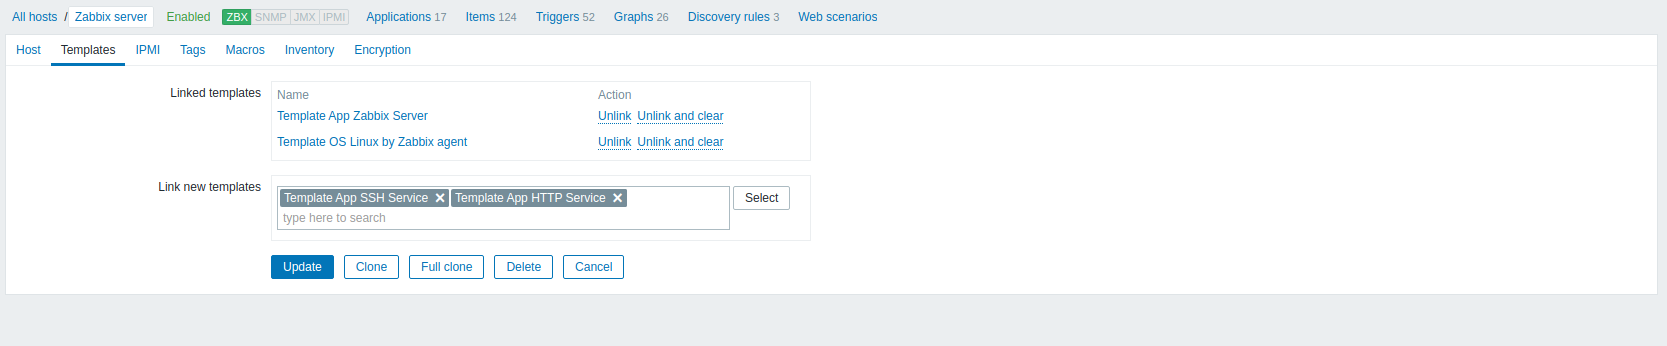 All hosts / Zabbix server Enabled ZBX SNMP JMX IPMI Applications 17 Items 124 Triggers 52 Graphs 26 Discovery rules 3 Web scenarios
Host Templates IPMI Tags Macros Inventory Encryption
Linked templates
Name Action
Template App Zabbix Server Unlink Unlink and clear
Template OS Linux by Zabbix agent Unlink Unlink and clear
Link new templates
Template App SSH Service Template App HTTP Service Select
type here to search
Update Clone Full clone Delete Cancel